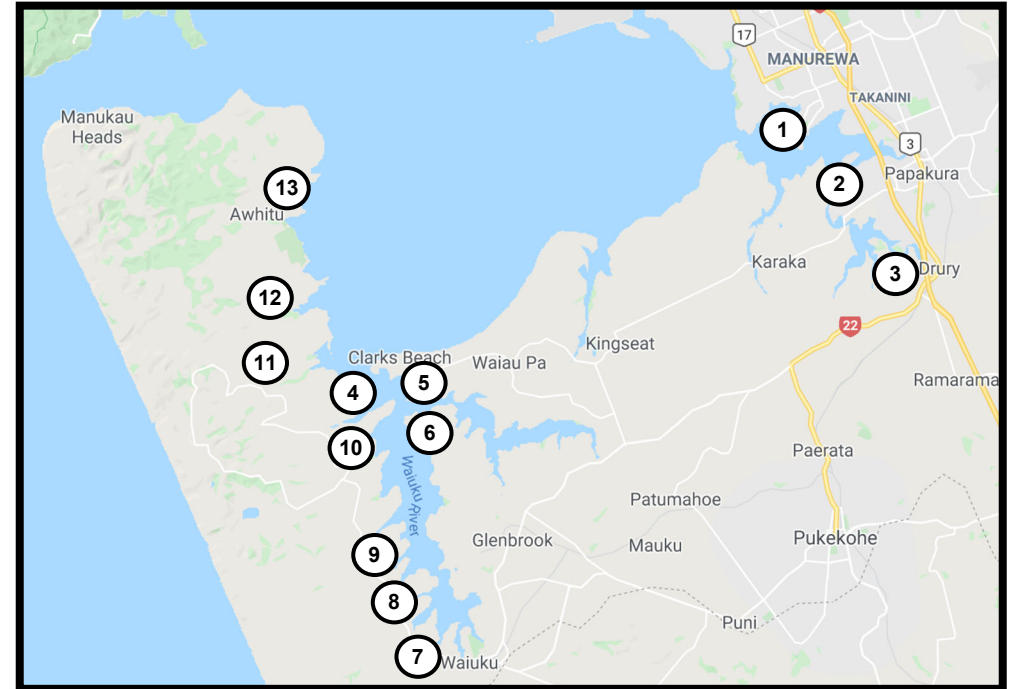 17
MANUREWA
TAKANINI
Manukau
Heads
1
3
2
Papakura
13
Awhitu
Karaka
3
Drury
12
22
Kingseat
Clarks Beach
Waiau Pa
11
5
4
Ramarama
6
10
Paerata
Waiuku River
Patumahoe
Glenbrook
Mauku
Pukekohe
9
8
Puni
7
Waiuku